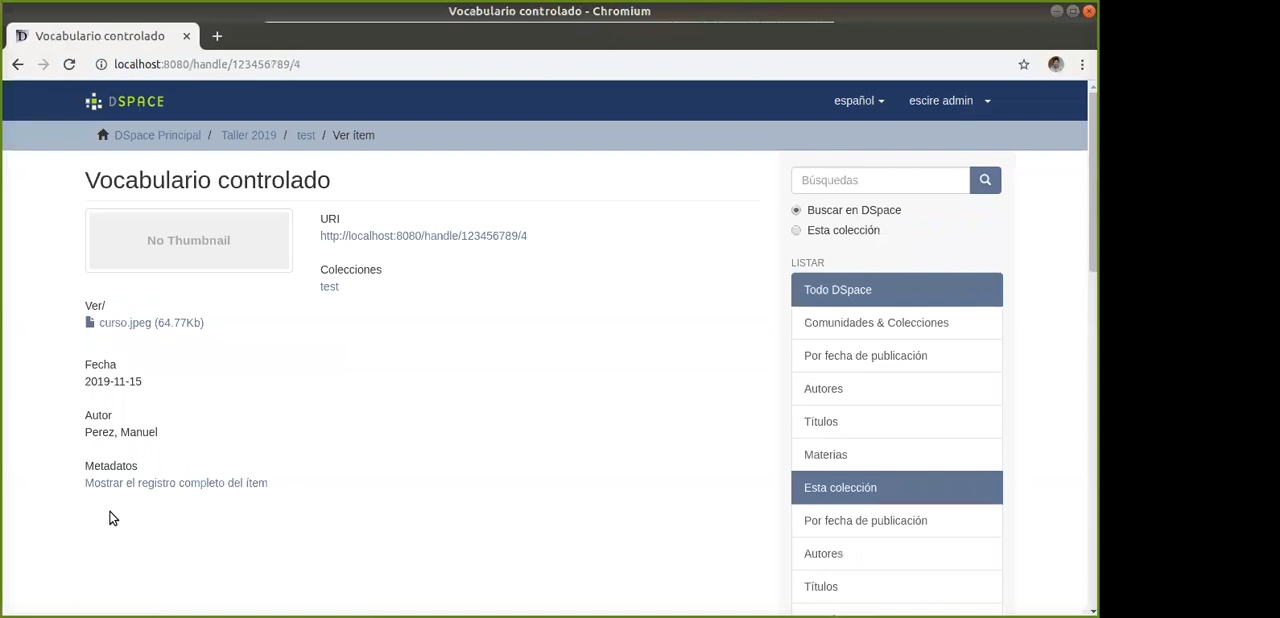 Vocabulario controlado - Chromium
Vocabulario controlado
localhost:8080/handle/123456789/4
DSPACE
español
escire admin
DSpace Principal / Taller 2019 / test / Ver ítem
Vocabulario controlado
No Thumbnail
URI
http://localhost:8080/handle/123456789/4
Colecciones
test
Ver/
curso.jpeg (64.77Kb)
Fecha
2019-11-15
Autor
Perez, Manuel
Metadatos
Mostrar el registro completo del ítem
Búsquedas
Buscar en DSpace
Esta colección
LISTAR
Todo DSpace
Comunidades & Colecciones
Por fecha de publicación
Autores
Títulos
Materias
Esta colección
Por fecha de publicación
Autores
Títulos